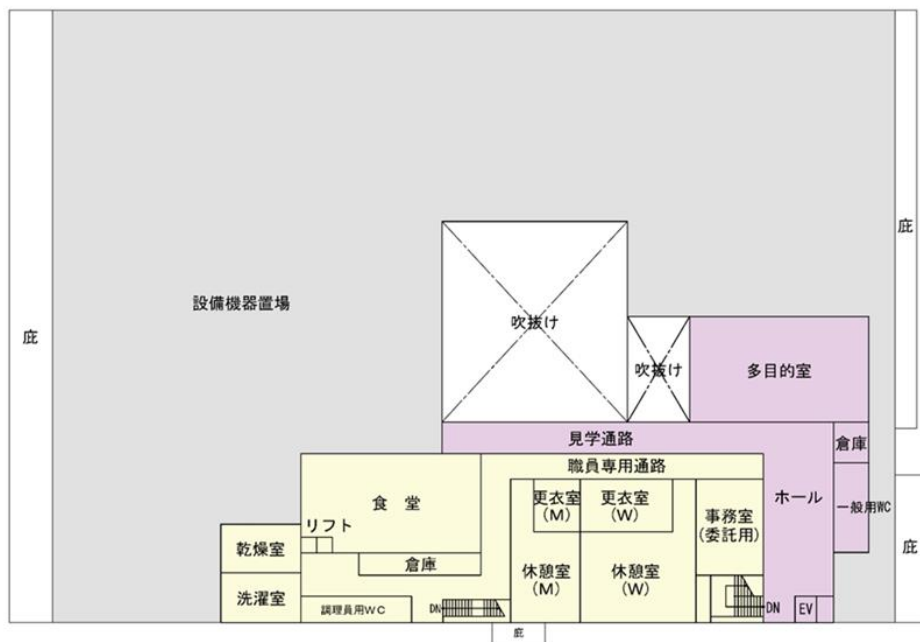 庇
設備機器置場
吹抜け
吹抜け
多目的室
庇
見学通路
倉庫
職員専用通路
食 堂
更衣室
(M)
更衣室
(W)
事務室
(委託用)
ホール
一般用WC
リフト
乾燥室
倉庫
休憩室
(M)
休憩室
(W)
庇
洗濯室
調理員用WC
DN
DN
EV
庇